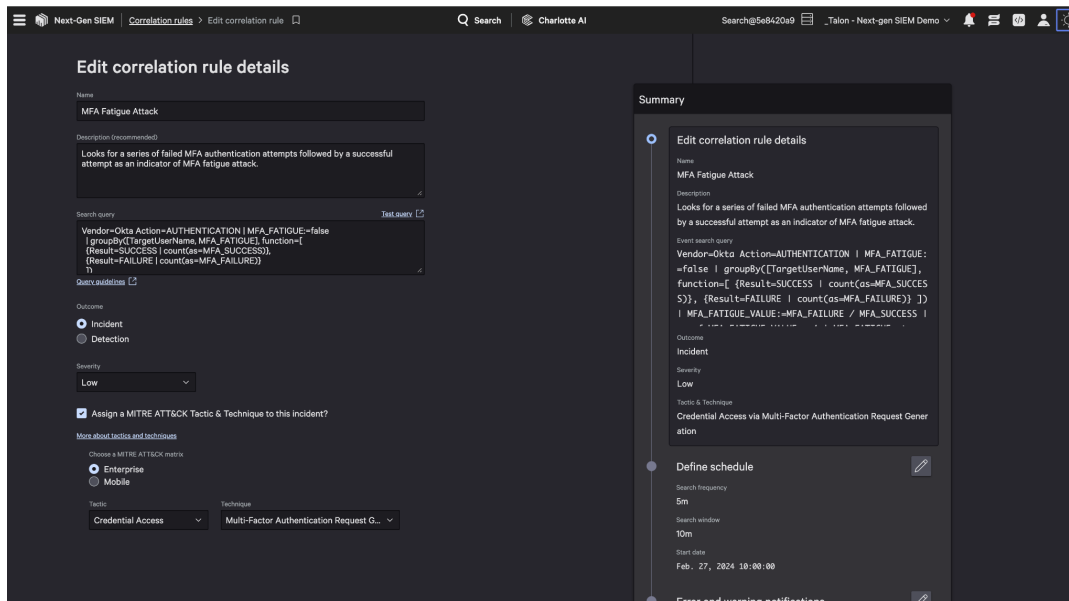 Next-Gen SIEM Correlation rules > Edit correlation rule Search Charlotte AI Search@5e8420a9 _Talon - Next-gen SIEM Demo
Edit correlation rule details
Name
MFA Fatigue Attack
Description (recommended)
Looks for a series of failed MFA authentication attempts followed by a successful
attempt as an indicator of MFA fatigue attack.
Search query Test query
Vendor=Okta Action=AUTHENTICATION | MFA_FATIGUE:=false
| groupBy([TargetUserName, MFA_FATIGUE], function=[
{Result=SUCCESS | count(as=MFA_SUCCESS)},
{Result=FAILURE | count(as=MFA_FAILURE)}
])
Query guidelines
Outcome
Incident
Detection
Severity
Low
Assign a MITRE ATT&CK Tactic & Technique to this incident?
More about tactics and techniques
Choose a MITRE ATT&CK matrix
Enterprise
Mobile
Tactic Technique
Credential Access Multi-Factor Authentication Request G...
Summary
Edit correlation rule details
Name
MFA Fatigue Attack
Description
Looks for a series of failed MFA authentication attempts followed
by a successful attempt as an indicator of MFA fatigue attack.
Event search query
Vendor=Okta Action=AUTHENTICATION | MFA_FATIGUE:
=false | groupBy([TargetUserName, MFA_FATIGUE],
function=[ {Result=SUCCESS | count(as=MFA_SUCCES
S)}, {Result=FAILURE | count(as=MFA_FAILURE)} ])
| MFA_FATIGUE_VALUE:=MFA_FAILURE / MFA_SUCCESS |
Outcome
Incident
Severity
Low
Tactic & Technique
Credential Access via Multi-Factor Authentication Request Gener
ation
Define schedule
Search frequency
5m
Search window
10m
Start date
Feb. 27, 2024 10:00:00
Error and warning notifications